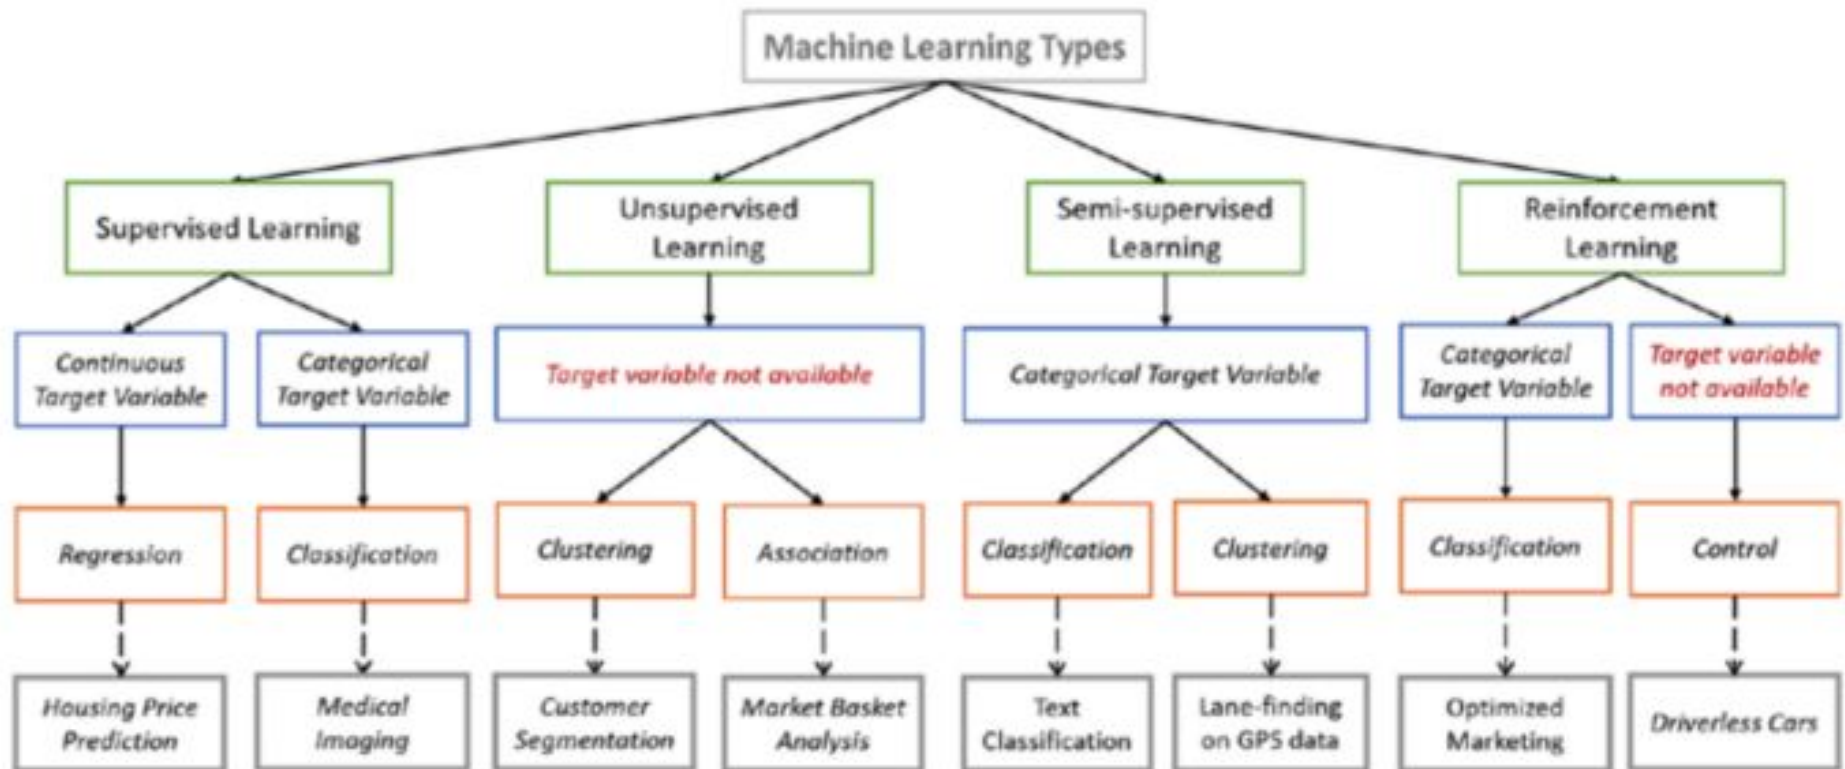 Machine Learning Types
Supervised Learning
Unsupervised
Learning
Semi-supervised
Learning
Reinforcement
Learning
Continuous
Target Variable
Categorical
Target Variable
Target variable not available
Categorical Target Variable
Categorical
Target Variable
Target variable
not available
Regression
Classification
Clustering
Association
Classification
Clustering
Classification
Control
Housing Price
Prediction
Medical
Imaging
Customer
Segmentation
Market Basket
Analysis
Text
Classification
Lane-finding
on GPS data
Optimized
Marketing
Driverless Cars